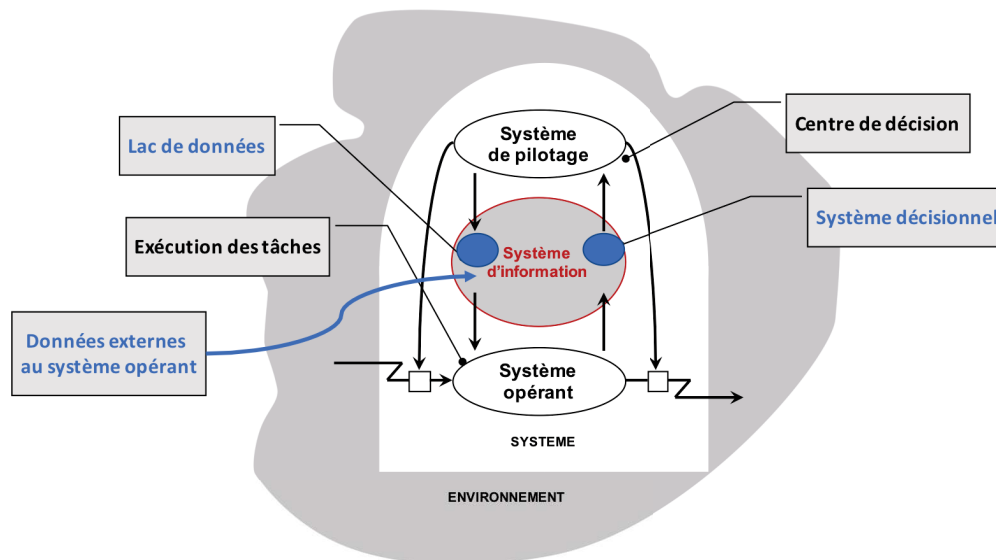 Système
de pilotage
Centre de décision
Lac de données
Système décisionnel
Exécution des tâches
Système
d'information
Données externes
au système opérant
Système
opérant
SYSTEME
ENVIRONNEMENT